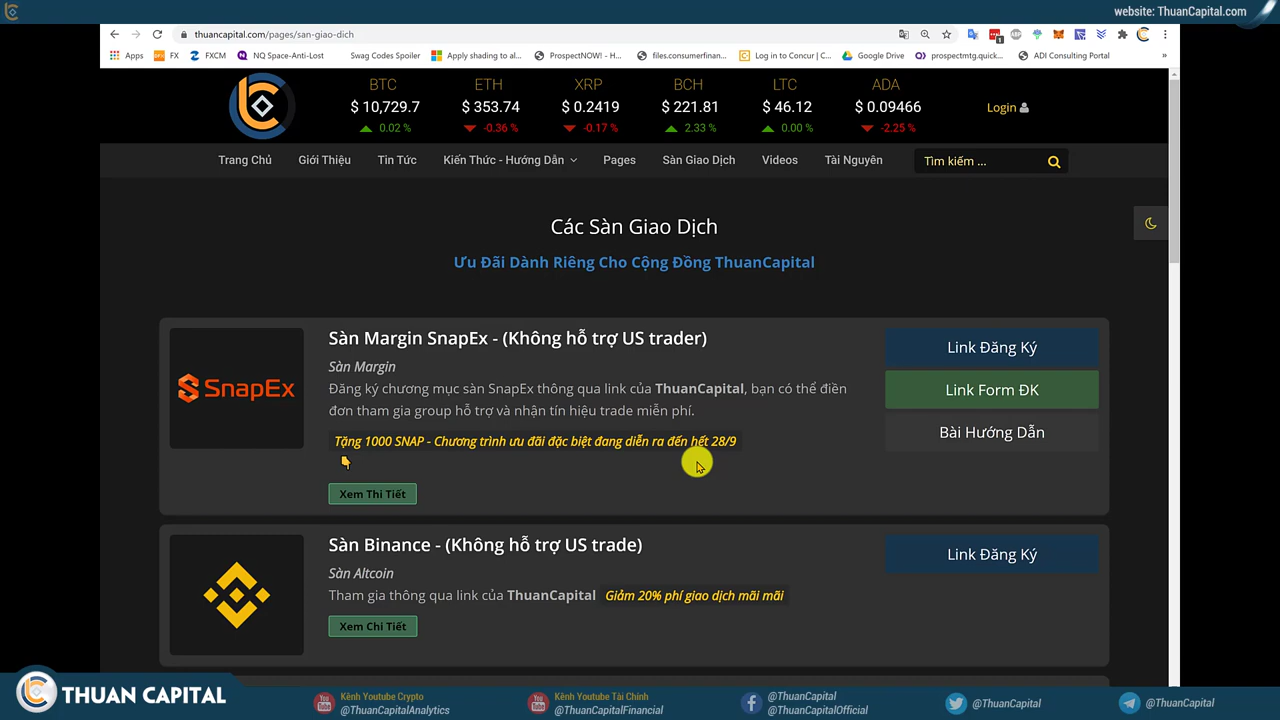 website: ThuanCapital.com
thuancapital.com/pages/san-giao-dich
Apps
FX
FXCM
NQ Space-Anti-Lost
Swag Codes Spoiler
Apply shading to al...
ProspectNOW! - H...
files.consumerfinan...
Log in to Concur | C...
Google Drive
prospectmtg.quick...
ADI Consulting Portal
»
BTC
$ 10,729.7
0.02 %
ETH
$ 353.74
-0.36 %
XRP
$ 0.2419
-0.17 %
BCH
$ 221.81
2.33 %
LTC
$ 46.12
0.00 %
ADA
$ 0.09466
-2.25 %
Login
Trang Chủ
Giới Thiệu
Tin Tức
Kiến Thức - Hướng Dẫn
Pages
Sàn Giao Dịch
Videos
Tài Nguyên
Tìm kiếm ...
Các Sàn Giao Dịch
Ưu Đãi Dành Riêng Cho Cộng Đồng ThuanCapital
SnapEx
Sàn Margin SnapEx - (Không hỗ trợ US trader)
Sàn Margin
Đăng ký chương mục sàn SnapEx thông qua link của ThuanCapital, bạn có thể điền
đơn tham gia group hỗ trợ và nhận tín hiệu trade miễn phí.
Tặng 1000 SNAP - Chương trình ưu đãi đặc biệt đang diễn ra đến hết 28/9
Xem Thi Tiết
Link Đăng Ký
Link Form ĐK
Bài Hướng Dẫn
Sàn Binance - (Không hỗ trợ US trade)
Sàn Altcoin
Tham gia thông qua link của ThuanCapital Giảm 20% phí giao dịch mãi mãi
Xem Chi Tiết
Link Đăng Ký
THUAN CAPITAL
Kênh Youtube Crypto
@ThuanCapitalAnalytics
Kênh Youtube Tài Chính
@ThuanCapitalFinancial
@ThuanCapital
@ThuanCapitalOfficial
@ThuanCapital
@ThuanCapital